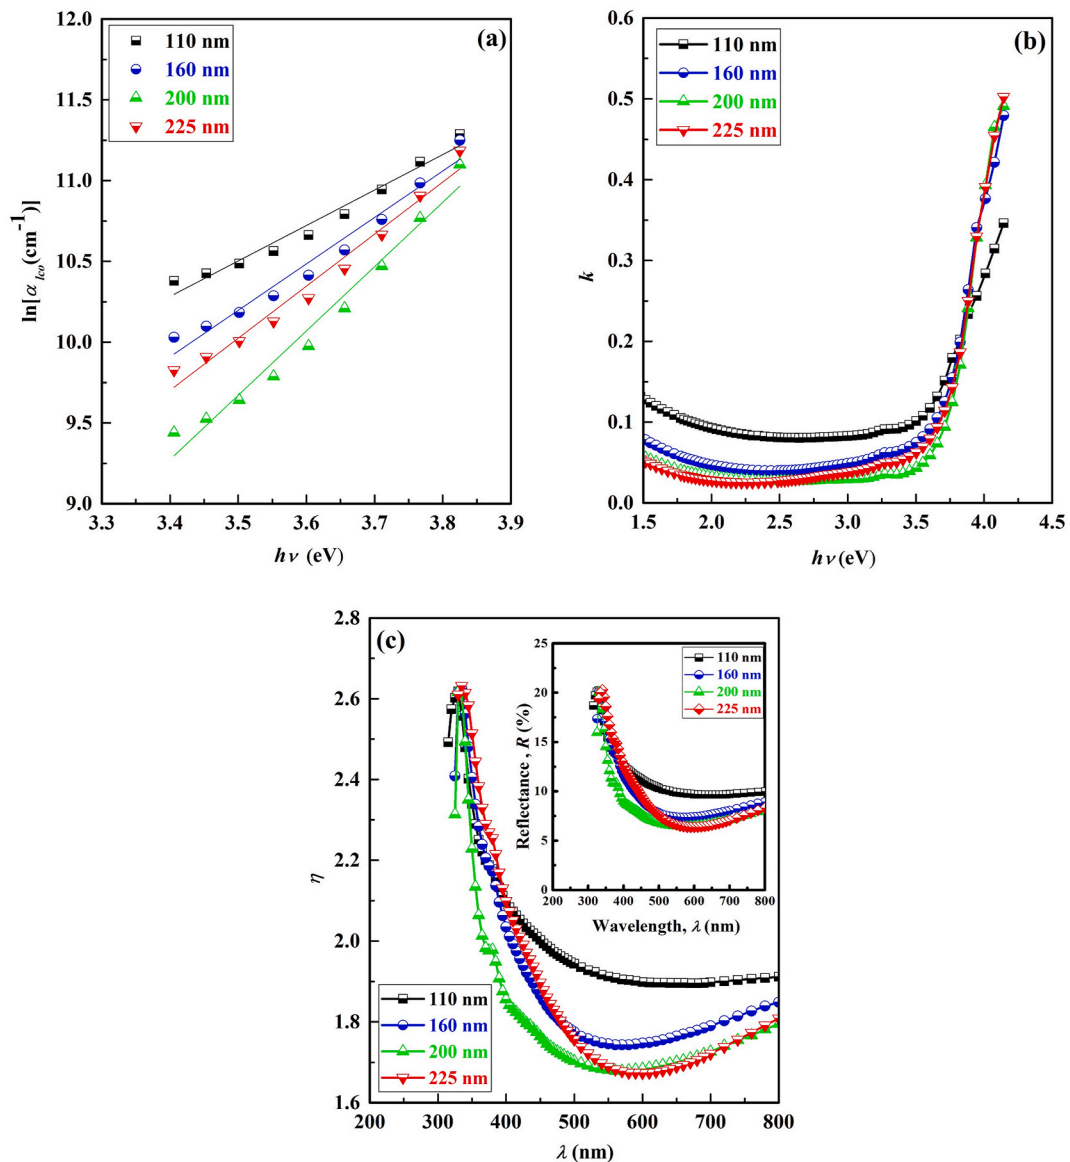 (a)
110 nm
160 nm
200 nm
225 nm
12.0
11.5
11.0
10.5
10.0
9.5
9.0
ln[α lco(cm-1)]
3.3 3.4 3.5 3.6 3.7 3.8 3.9
hν (eV)
(b)
110 nm
160 nm
200 nm
225 nm
0.6
0.5
0.4
0.3
0.2
0.1
0.0
k
1.5 2.0 2.5 3.0 3.5 4.0 4.5
hν (eV)
(c)
2.8
2.6
2.4
2.2
2.0
1.8
1.6
η
110 nm
160 nm
200 nm
225 nm
200 300 400 500 600 700 800
λ (nm)
25
20
15
10
5
0
Reflectance , R (%)
110 nm
160 nm
200 nm
225 nm
200 300 400 500 600 700 800
Wavelength, λ (nm)